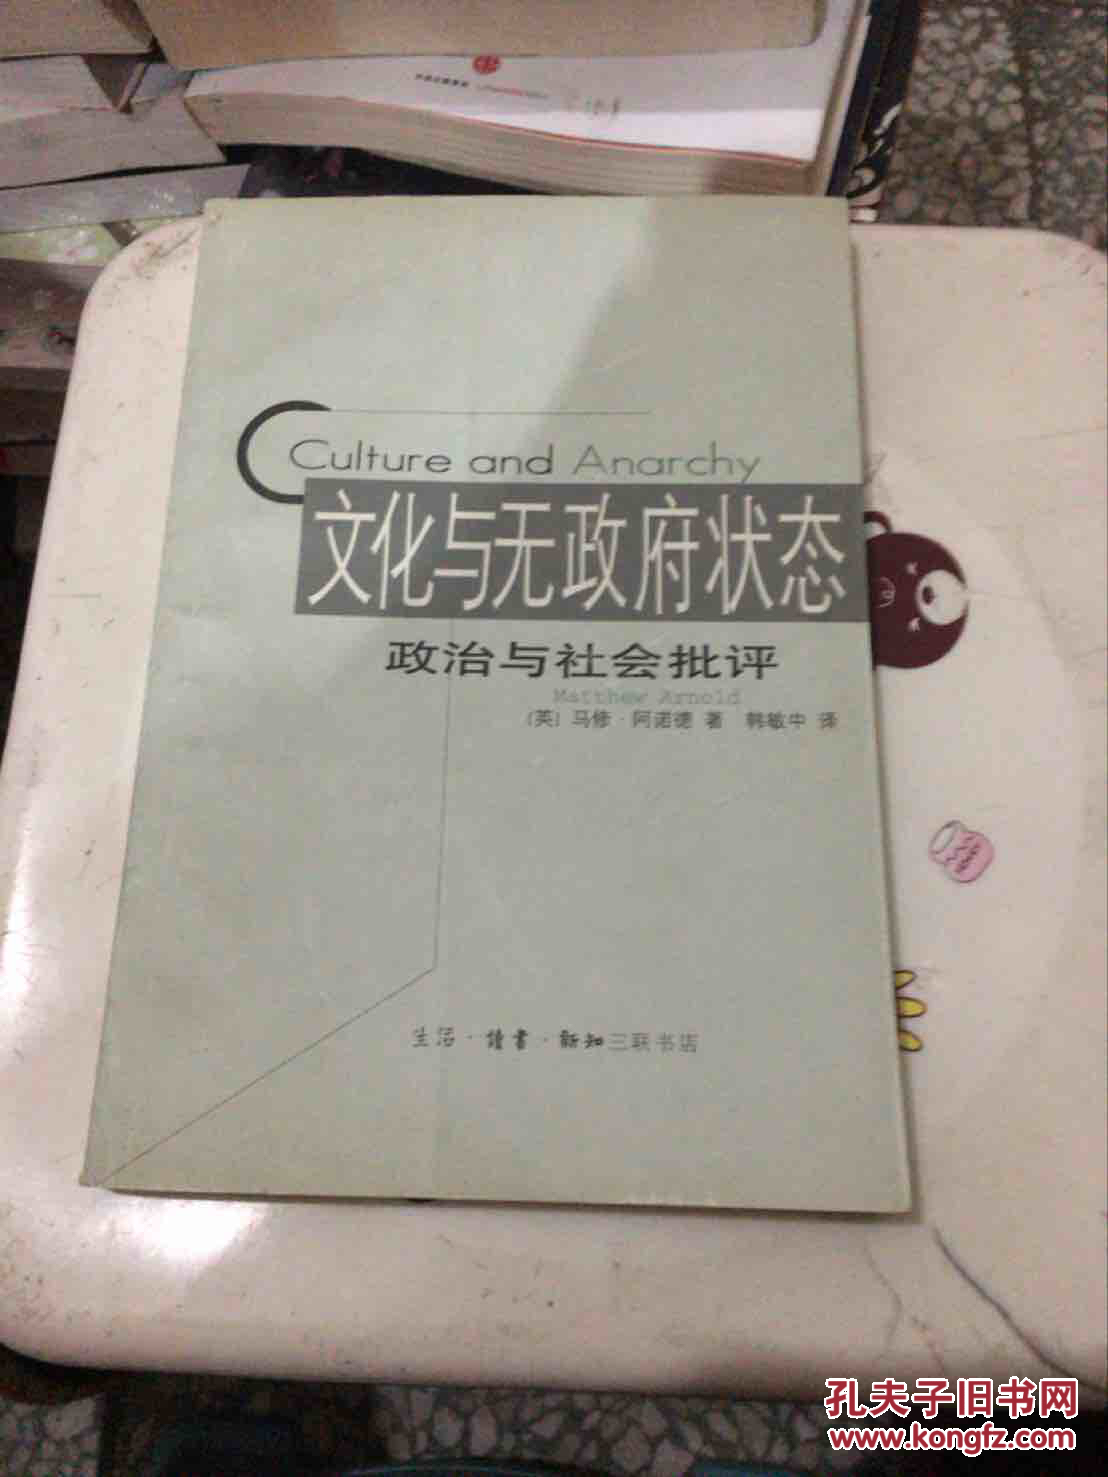 Culture and Anarchy
文化与无政府状态
政治与社会批评
Matthew Arnold
(英) 马修·阿诺德 著 韩敏中 译
生活·讀書·新知三联书店
孔夫子旧书网
www.kongfz.com